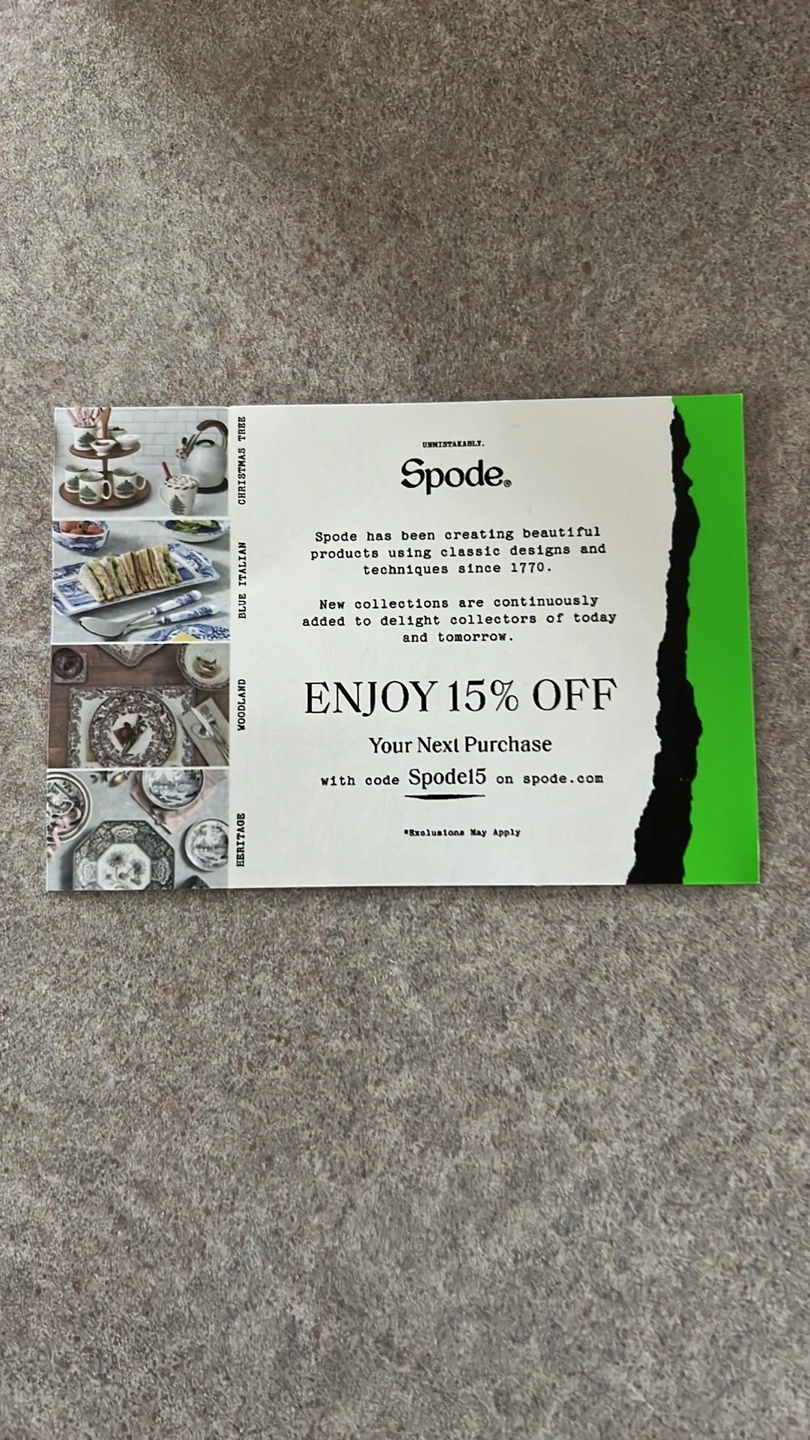 CHRISTMAS TREE
BLUE ITALIAN
WOODLAND
HERITAGE
UNMISTAKABLY.
Spode®
Spode has been creating beautiful
products using classic designs and
techniques since 1770.
New collections are continuously
added to delight collectors of today
and tomorrow.
ENJOY 15% OFF
Your Next Purchase
with code Spode15 on spode.com
*Exclusions May Apply